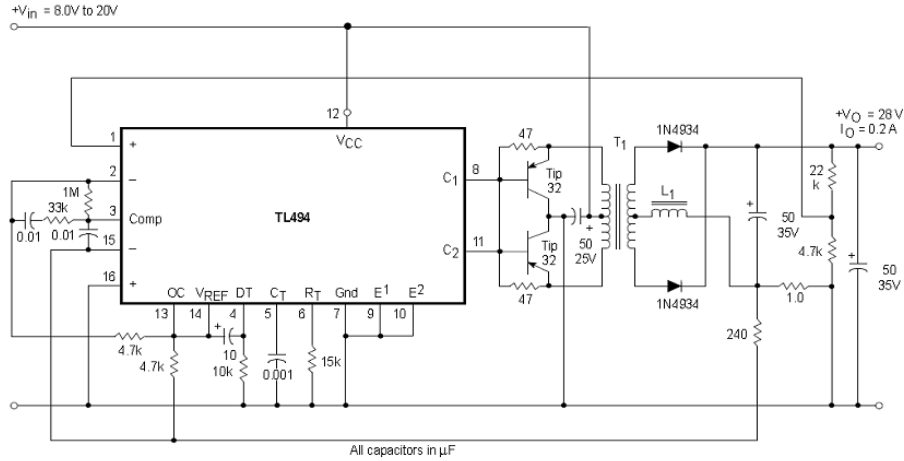 +Vin = 8.0V to 20V
+VO = 28 V
IO = 0.2 A
12
VCC
1
+
2
−
3
Comp
15
−
16
+
TL494
C1
8
C2
11
OC
VREF
DT
CT
RT
Gnd
E1
E2
13
14
4
5
6
7
9
10
1M
33k
0.01
0.01
4.7k
4.7k
+
10
10k
0.001
15k
47
Tip
32
Tip
32
47
+
50
25V
T1
1N4934
L1
1N4934
+
50
35V
22
k
4.7k
+
50
35V
1.0
240
All capacitors in μF